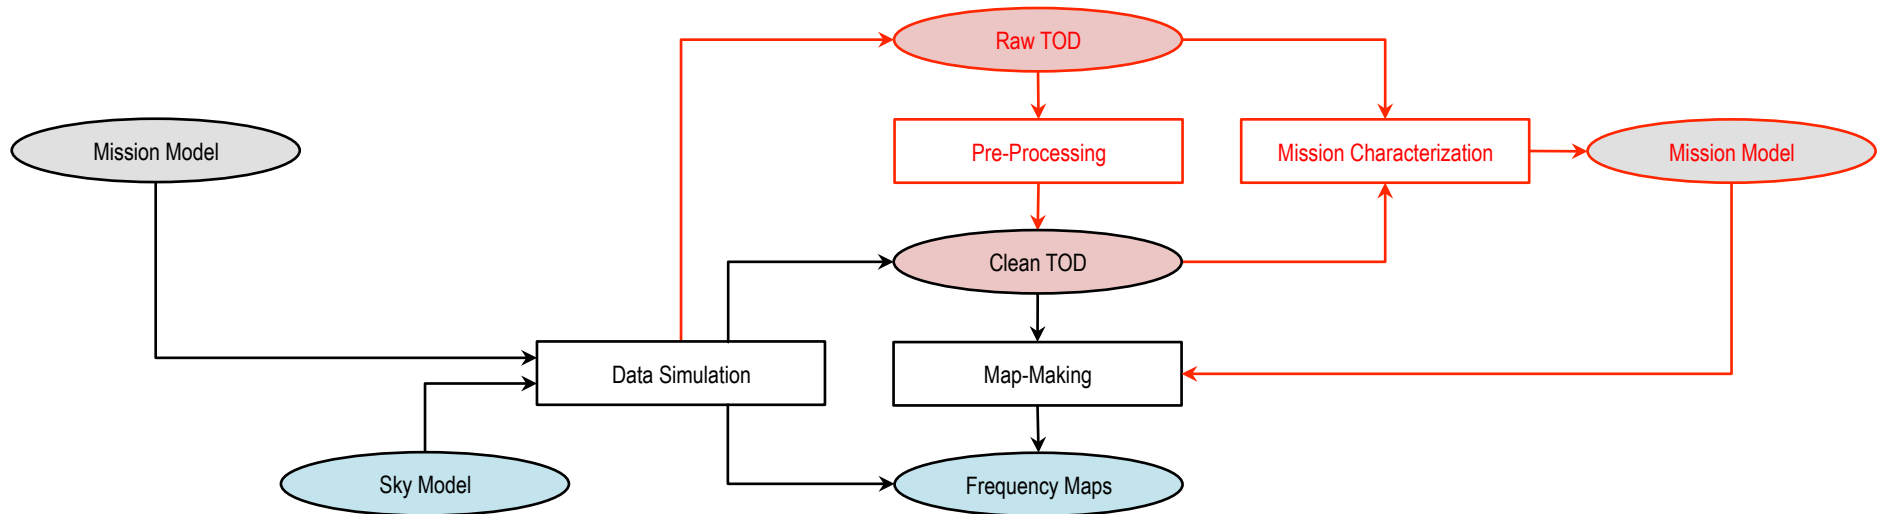 Raw TOD
Mission Model
Pre-Processing
Mission Characterization
Mission Model
Clean TOD
Data Simulation
Map-Making
Sky Model
Frequency Maps